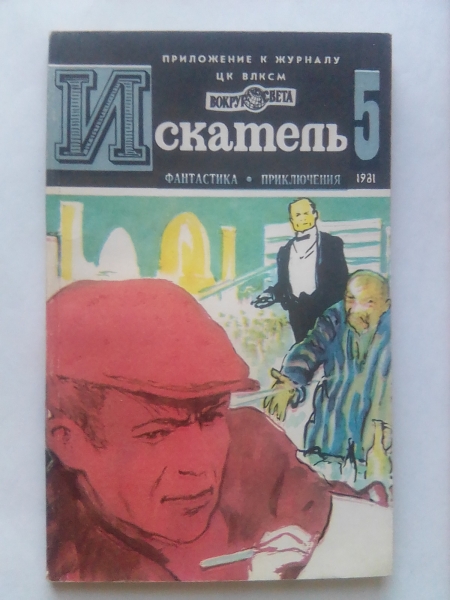 ПРИЛОЖЕНИЕ К ЖУРНАЛУ
ЦК ВЛКСМ
ВОКРУГ СВЕТА
Искатель 5
ФАНТАСТИКА • ПРИКЛЮЧЕНИЯ 1981